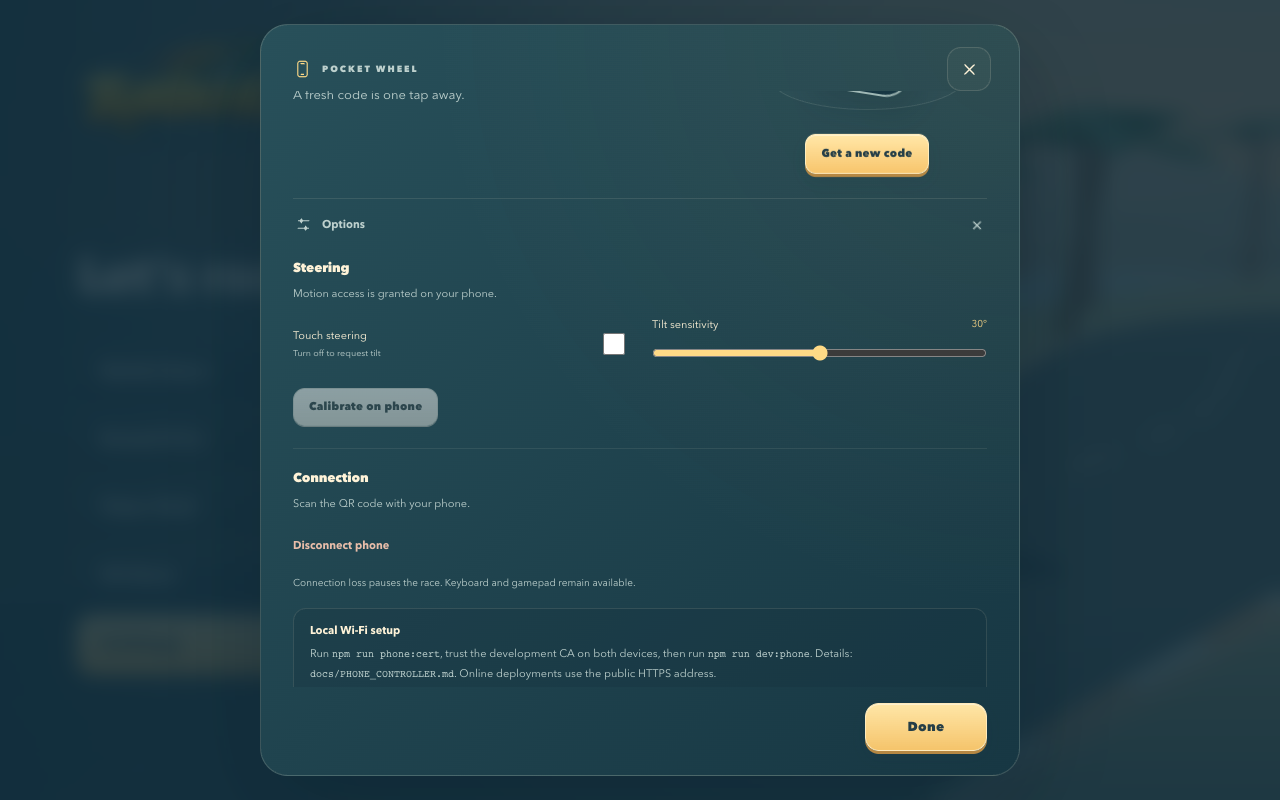 POCKET WHEEL
A fresh code is one tap away.
Get a new code
Options
Steering
Motion access is granted on your phone.
Touch steering
Turn off to request tilt
Tilt sensitivity
30°
Calibrate on phone
Connection
Scan the QR code with your phone.
Disconnect phone
Connection loss pauses the race. Keyboard and gamepad remain available.
Local Wi-Fi setup
Run npm run phone:cert, trust the development CA on both devices, then run npm run dev:phone. Details:
docs/PHONE_CONTROLLER.md. Online deployments use the public HTTPS address.
Done